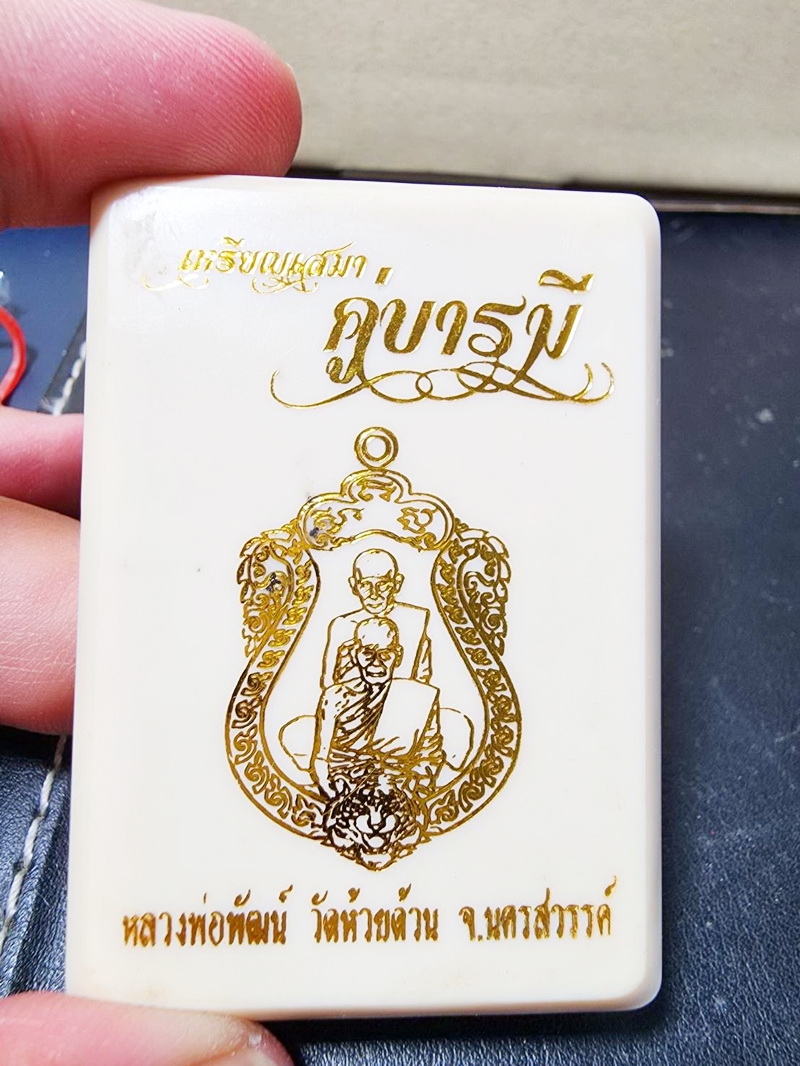 เหรียญเสมา
คู่บารมี
หลวงพ่อพัฒน์ วัดห้วยด้วน จ.นครสวรรค์